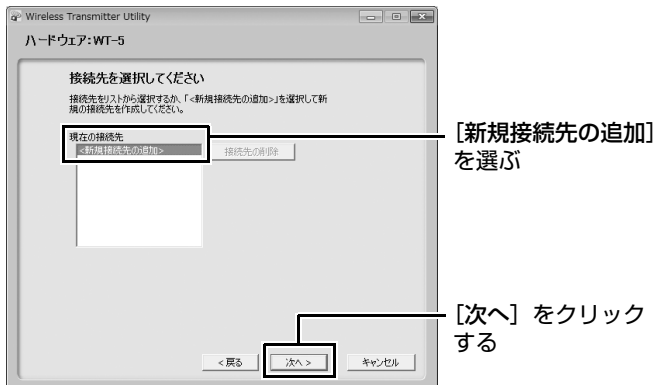 Wireless Transmitter Utility
ハードウェア:WT-5
接続先を選択してください
接続先をリストから選択するか、「<新規接続先の追加>」を選択して新
規の接続先を作成してください。
現在の接続先
<新規接続先の追加>
接続先の削除
[新規接続先の追加]
を選ぶ
[次へ]をクリック
する
<戻る
次へ>
キャンセル